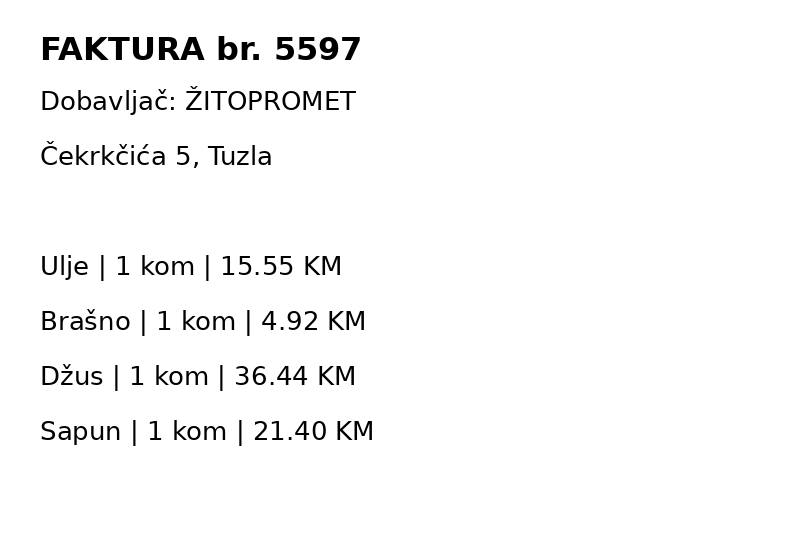 FAKTURA br. 5597
Dobavljač: ŽITOPROMET
Čekrkčića 5, Tuzla
Ulje | 1 kom | 15.55 KM
Brašno | 1 kom | 4.92 KM
Džus | 1 kom | 36.44 KM
Sapun | 1 kom | 21.40 KM